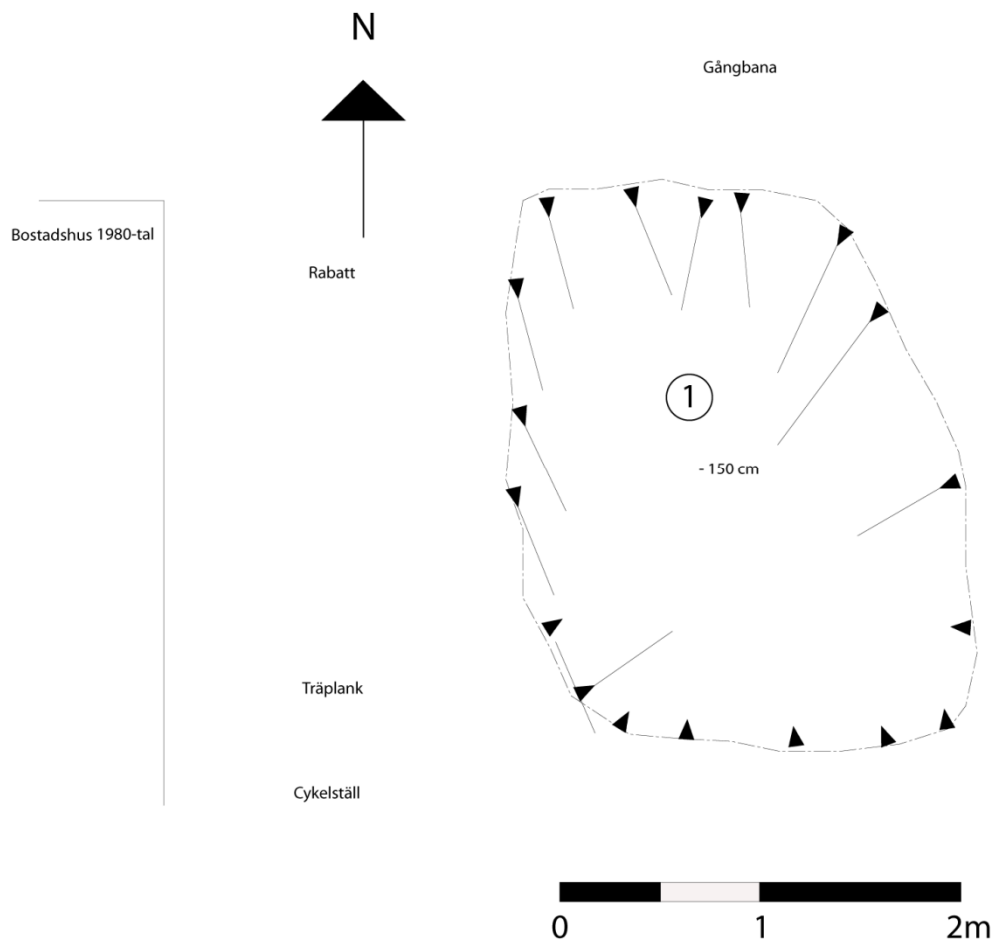 N
Gångbana
Bostadshus 1980-tal
Rabatt
1
- 150 cm
Träplank
Cykelställ
0 1 2m